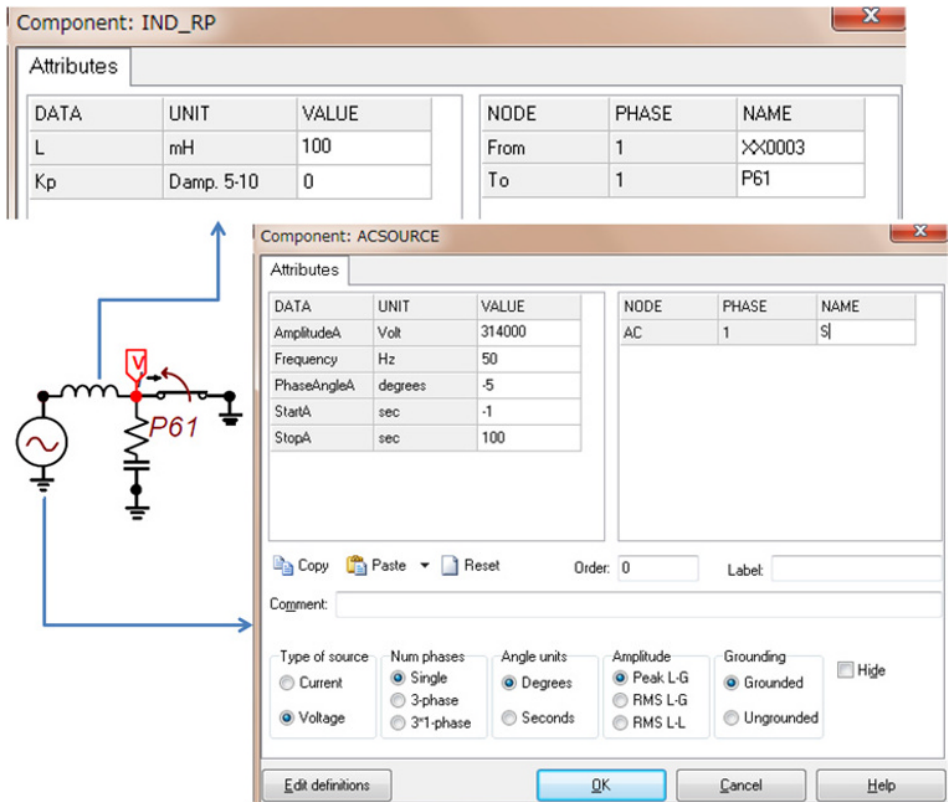 Component: IND_RP
x
Attributes
DATA UNIT VALUE
L mH 100
Kp Damp. 5-10 0
NODE PHASE NAME
From 1 XX0003
To 1 P61
Component: ACSOURCE
x
Attributes
DATA UNIT VALUE
AmplitudeA Volt 314000
Frequency Hz 50
PhaseAngleA degrees -5
StartA sec -1
StopA sec 100
NODE PHASE NAME
AC 1 S
V
P61
Copy Paste Reset Order: 0 Label:
Comment:
Type of source
Current
Voltage
Num phases
Single
3-phase
3*1-phase
Angle units
Degrees
Seconds
Amplitude
Peak L-G
RMS L-G
RMS L-L
Grounding
Grounded
Ungrounded
Hide
Edit definitions OK Cancel Help